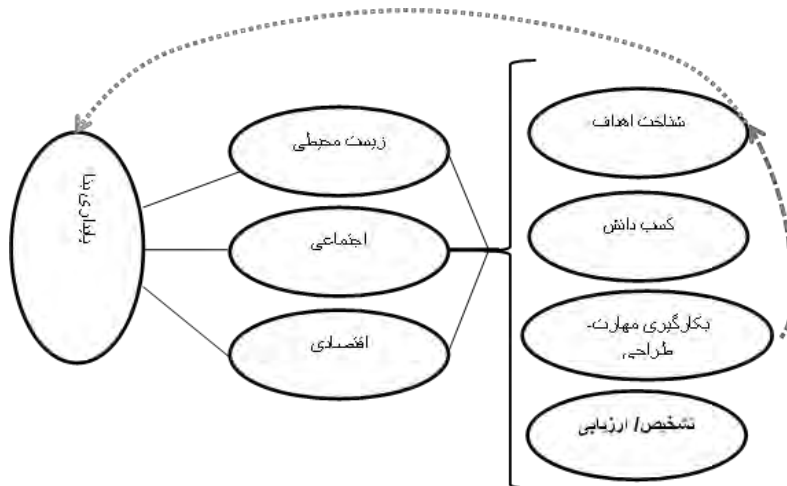 پایداری بنا
زیست محیطی
اجتماعی
اقتصادی
شناخت اهداف
کسب دانش
بکارگیری مهارت-
طراحی
تشخیص/ ارزیابی